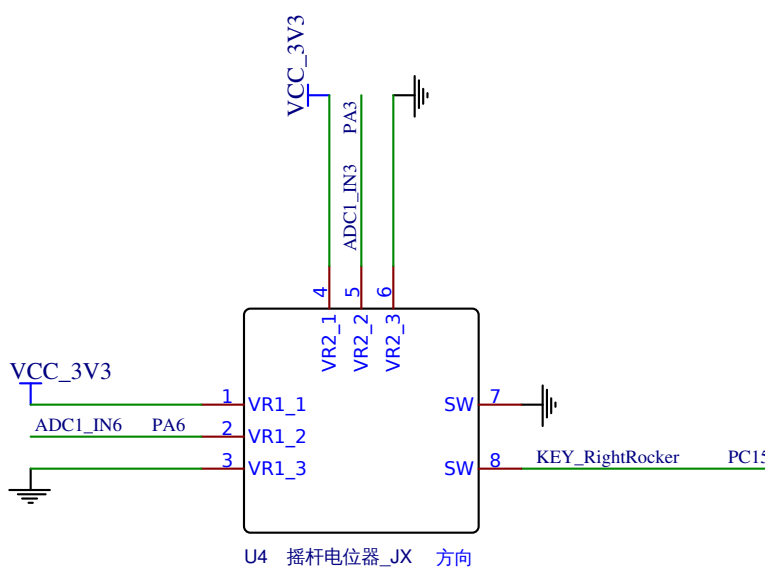 VCC_3V3
ADC1_IN3 PA3
4
5
6
VR2_1
VR2_2
VR2_3
VCC_3V3
1 VR1_1
SW 7
ADC1_IN6 PA6 2 VR1_2
3 VR1_3
SW 8 KEY_RightRocker PC15
U4 摇杆电位器_JX 方向